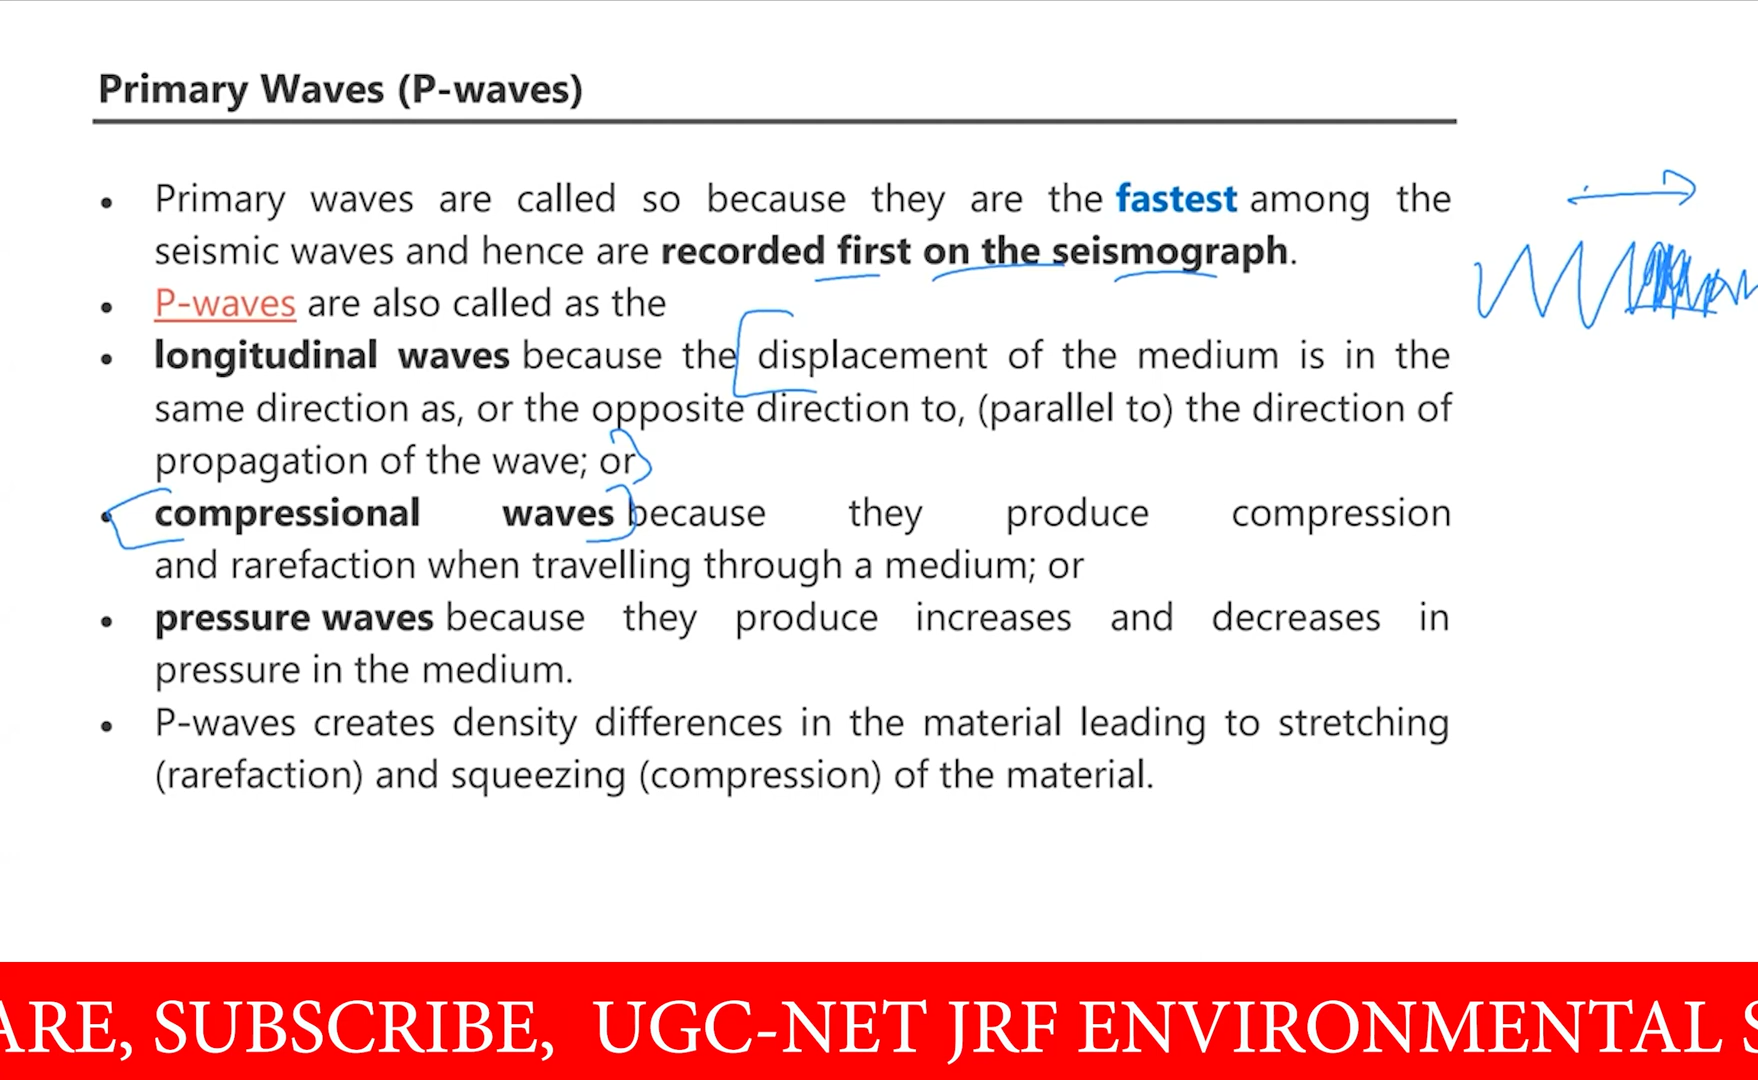 Primary Waves (P-waves)
• Primary waves are called so because they are the fastest among the
seismic waves and hence are recorded first on the seismograph.
• P-waves are also called as the
• longitudinal waves because the displacement of the medium is in the
same direction as, or the opposite direction to, (parallel to) the direction of
propagation of the wave; or
• compressional waves because they produce compression
and rarefaction when travelling through a medium; or
• pressure waves because they produce increases and decreases in
pressure in the medium.
• P-waves creates density differences in the material leading to stretching
(rarefaction) and squeezing (compression) of the material.
ARE, SUBSCRIBE, UGC-NET JRF ENVIRONMENTAL S